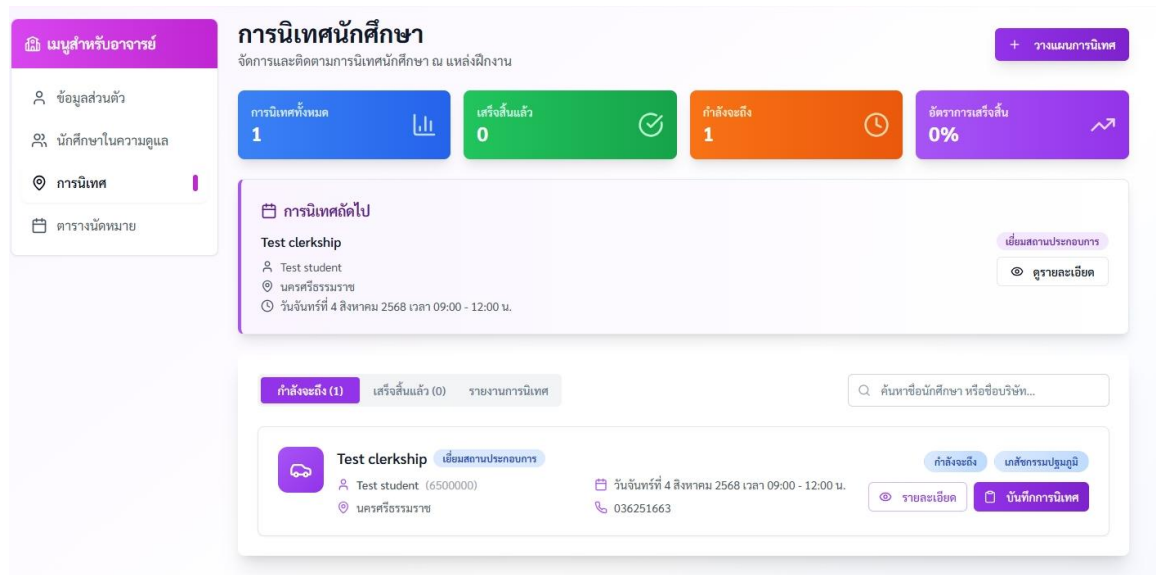 เมนูสำหรับอาจารย์
ข้อมูลส่วนตัว
นักศึกษาในความดูแล
การนิเทศ
ตารางนัดหมาย
การนิเทศนักศึกษา
จัดการและติดตามการนิเทศนักศึกษา ณ แหล่งฝึกงาน
+ วางแผนการนิเทศ
การนิเทศทั้งหมด
1
เสร็จสิ้นแล้ว
0
กำลังจะถึง
1
อัตราการเสร็จสิ้น
0%
การนิเทศถัดไป
Test clerkship
Test student
นครศรีธรรมราช
วันจันทร์ที่ 4 สิงหาคม 2568 เวลา 09:00 - 12:00 น.
เยี่ยมสถานประกอบการ
ดูรายละเอียด
กำลังจะถึง (1) เสร็จสิ้นแล้ว (0) รายงานการนิเทศ
ค้นหาชื่อนักศึกษา หรือชื่อบริษัท...
Test clerkship เยี่ยมสถานประกอบการ
Test student (6500000)
นครศรีธรรมราช
วันจันทร์ที่ 4 สิงหาคม 2568 เวลา 09:00 - 12:00 น.
036251663
กำลังจะถึง เภสัชกรรมปฐมภูมิ
รายละเอียด บันทึกการนิเทศ